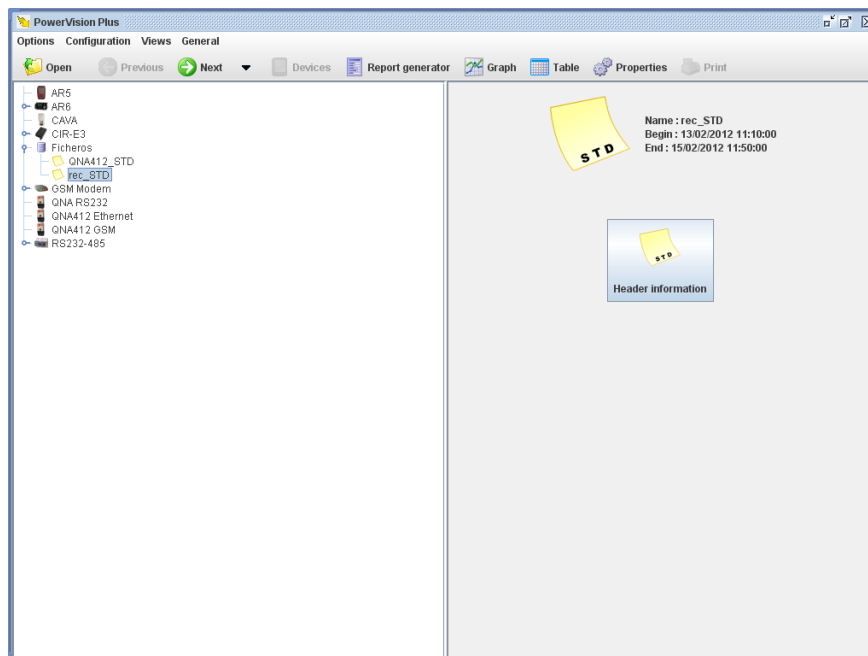 PowerVision Plus
Options Configuration Views General
Open Previous Next Devices Report generator Graph Table Properties Print
AR5
AR6
CAVA
CIR-E3
Ficheros
QNA412_STD
rec_STD
GSM Modem
QNA RS232
QNA412 Ethernet
QNA412 GSM
RS232-485
STD
Name : rec_STD
Begin : 13/02/2012 11:10:00
End : 15/02/2012 11:50:00
STD
Header information